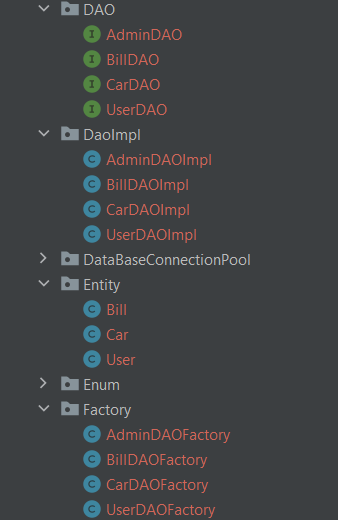 DAO
I AdminDAO
I BillDAO
I CarDAO
I UserDAO
DaoImpl
C AdminDAOImpl
C BillDAOImpl
C CarDAOImpl
C UserDAOImpl
DataBaseConnectionPool
Entity
C Bill
C Car
C User
Enum
Factory
C AdminDAOFactory
C BillDAOFactory
C CarDAOFactory
C UserDAOFactory